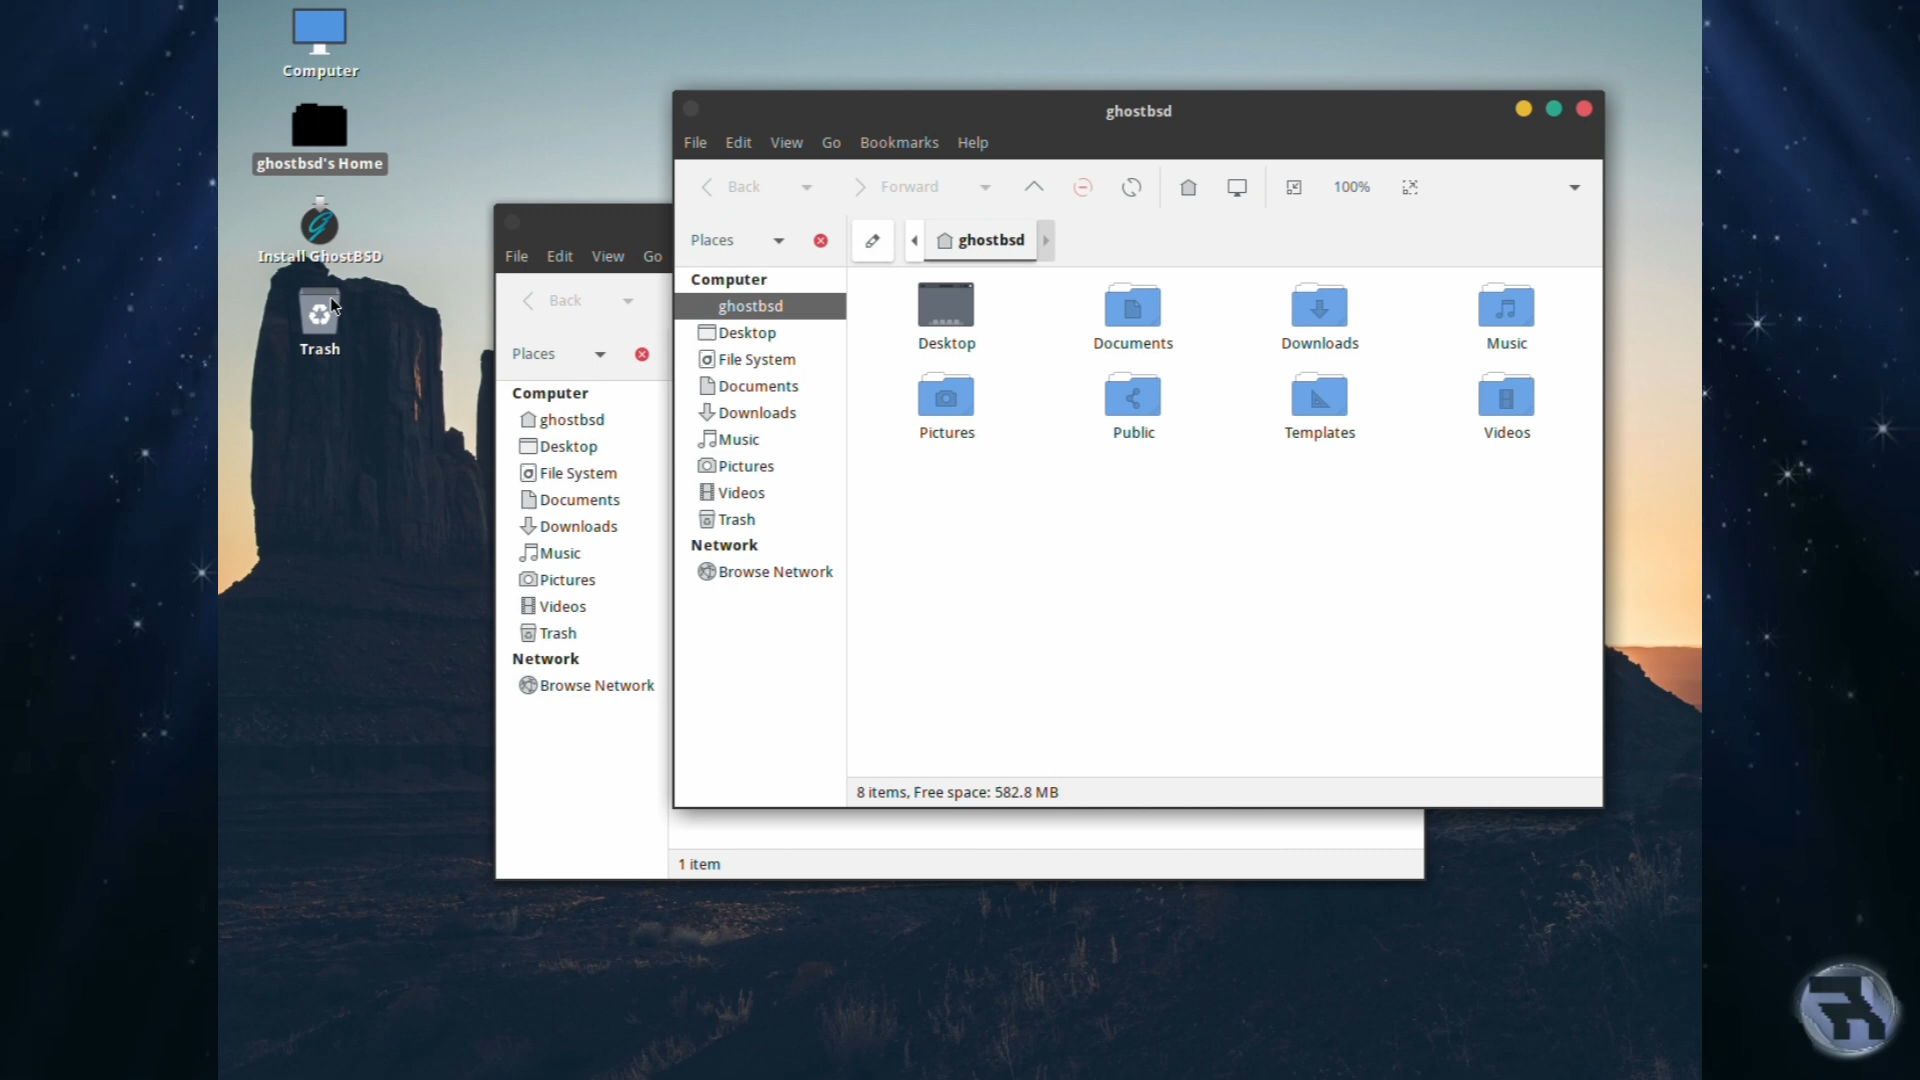 Computer
ghostbsd's Home
Install GhostBSD
Trash
ghostbsd
File Edit View Go Bookmarks Help
Back Forward 100%
Places ghostbsd
Computer
ghostbsd
Desktop
File System
Documents
Downloads
Music
Pictures
Videos
Trash
Network
Browse Network
Desktop Documents Downloads Music
Pictures Public Templates Videos
8 items, Free space: 582.8 MB
File Edit View Go
Back
Places
Computer
ghostbsd
Desktop
File System
Documents
Downloads
Music
Pictures
Videos
Trash
Network
Browse Network
1 item